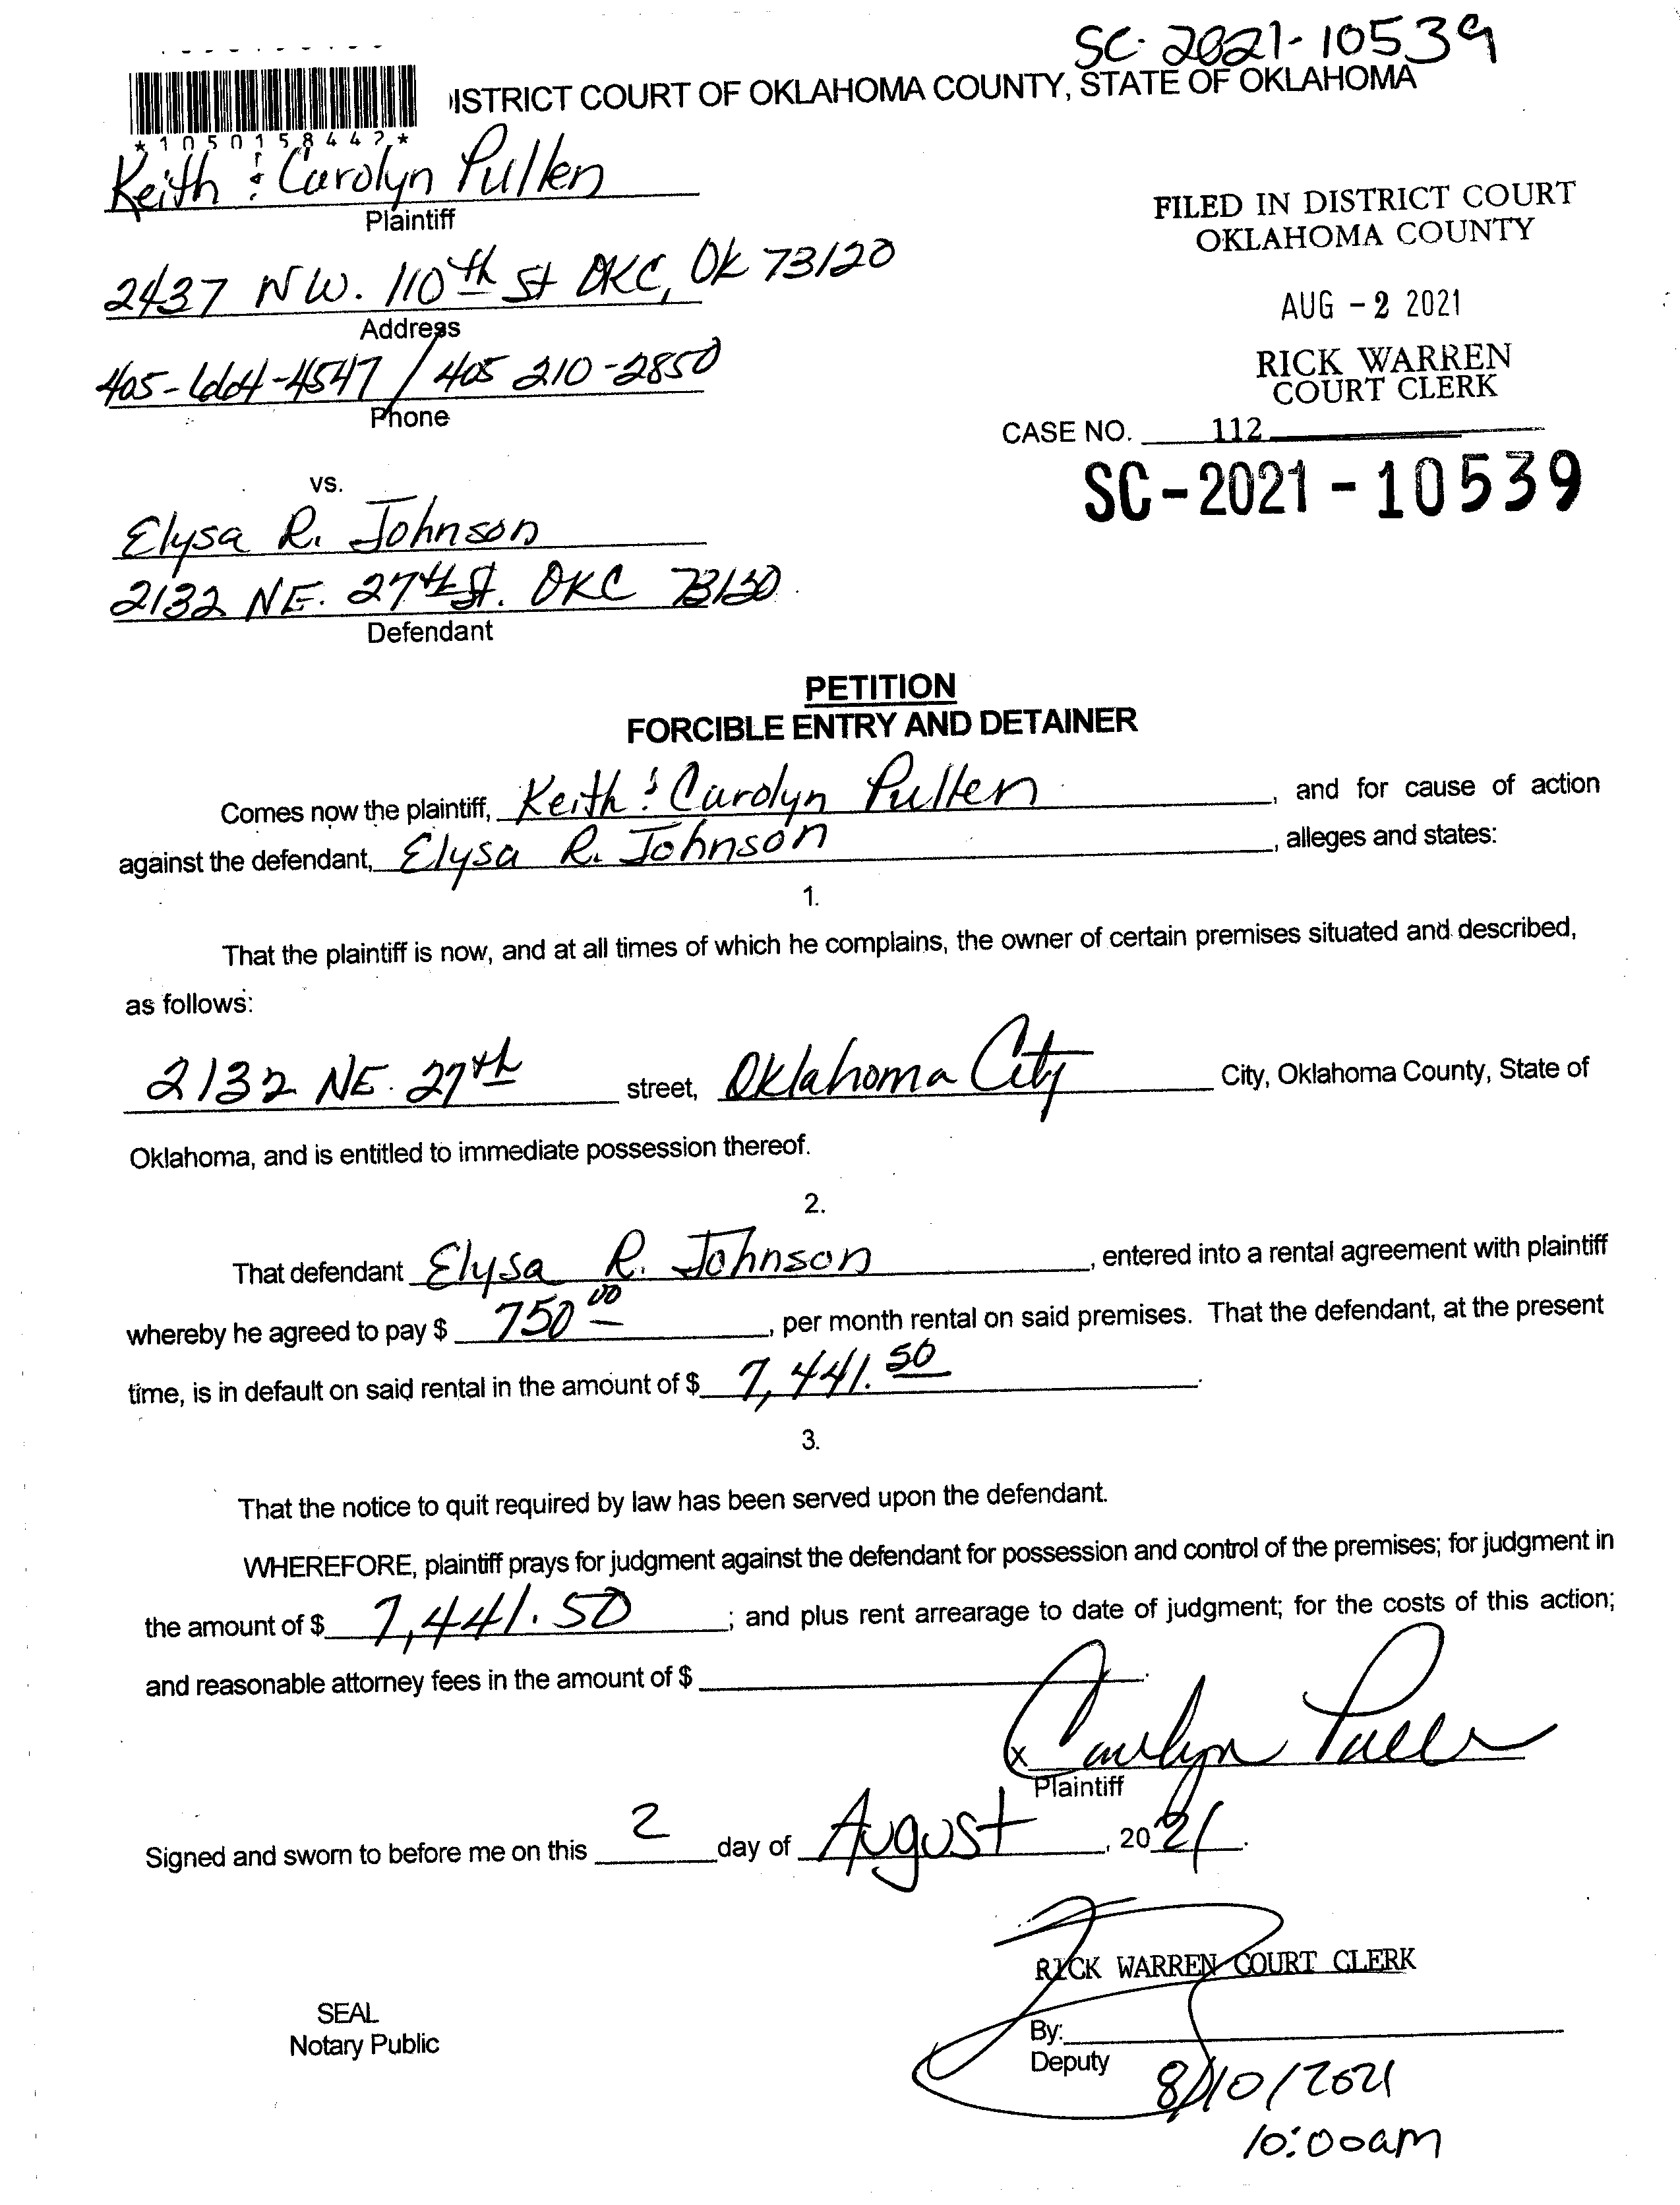 SC-2021-10539
ISTRICT COURT OF OKLAHOMA COUNTY, STATE OF OKLAHOMA
*1050158442*
Keith & Carolyn Pullen
Plaintiff
2437 NW. 110th St OKC, Ok 73120
Address
405-664-4547 / 405 210-2850
Phone
FILED IN DISTRICT COURT
OKLAHOMA COUNTY
AUG - 2 2021
RICK WARREN
COURT CLERK
CASE NO. 112
SC-2021-10539
vs.
Elysa R. Johnson
2132 NE. 27th St. OKC
Defendant
PETITION
FORCIBLE ENTRY AND DETAINER
Comes now the plaintiff, Keith & Carolyn Pullen, and for cause of action
against the defendant, Elysa R. Johnson, alleges and states:
1.
That the plaintiff is now, and at all times of which he complains, the owner of certain premises situated and described,
as follows:
2132 NE. 27th street, Oklahoma City City, Oklahoma County, State of
Oklahoma, and is entitled to immediate possession thereof.
2.
That defendant Elysa R. Johnson, entered into a rental agreement with plaintiff
whereby he agreed to pay $ 750 00, per month rental on said premises. That the defendant, at the present
time, is in default on said rental in the amount of $ 7,441.50.
3.
That the notice to quit required by law has been served upon the defendant.
WHEREFORE, plaintiff prays for judgment against the defendant for possession and control of the premises; for judgment in
the amount of $ 7,441.50; and plus rent arrearage to date of judgment; for the costs of this action;
and reasonable attorney fees in the amount of $.
x Carolyn Pullen
Plaintiff
Signed and sworn to before me on this 2 day of August, 2021.
RICK WARREN COURT CLERK
SEAL
Notary Public
By:
Deputy
8/10/2021
10:00am